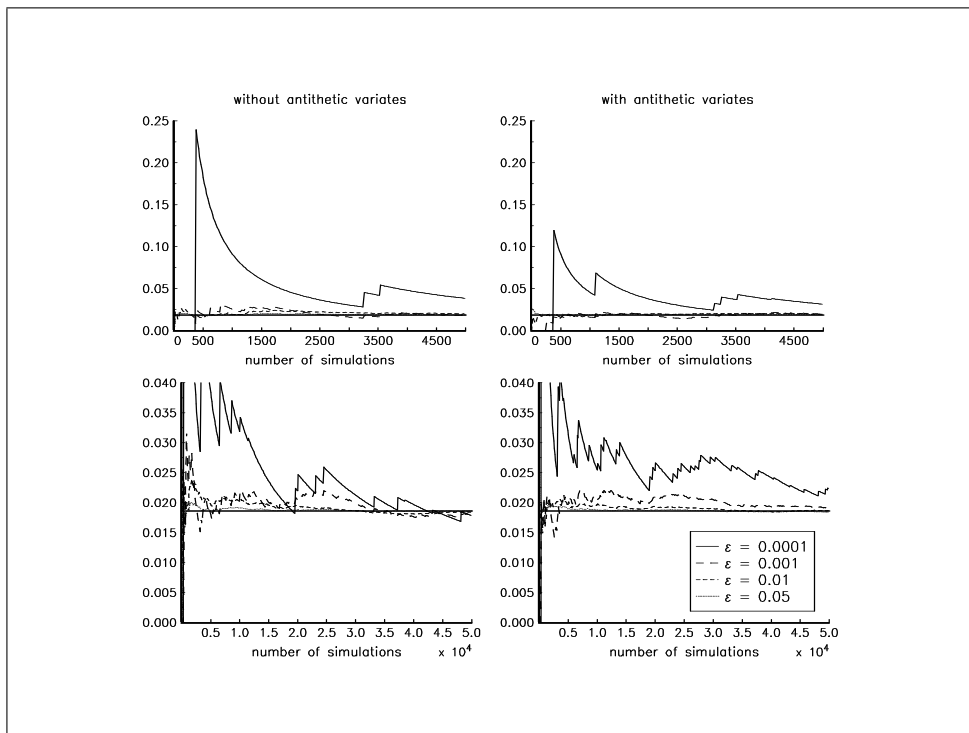 without antithetic variates
0.25
0.20
0.15
0.10
0.05
0.00
0 500 1500 2500 3500 4500
number of simulations
with antithetic variates
0.25
0.20
0.15
0.10
0.05
0.00
0 500 1500 2500 3500 4500
number of simulations
0.040
0.035
0.030
0.025
0.020
0.015
0.010
0.005
0.000
0.5 1.0 1.5 2.0 2.5 3.0 3.5 4.0 4.5 5.0
number of simulations × 10⁴
0.040
0.035
0.030
0.025
0.020
0.015
0.010
0.005
0.000
0.5 1.0 1.5 2.0 2.5 3.0 3.5 4.0 4.5 5.0
number of simulations × 10⁴
ε = 0.0001
ε = 0.001
ε = 0.01
ε = 0.05